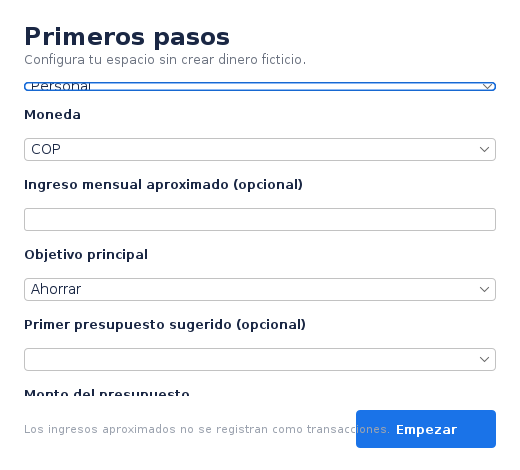 Primeros pasos
Configura tu espacio sin crear dinero ficticio.
Personal
Moneda
COP
Ingreso mensual aproximado (opcional)
Objetivo principal
Ahorrar
Primer presupuesto sugerido (opcional)
Monto del presupuesto
Los ingresos aproximados no se registran como transacciones.
Empezar